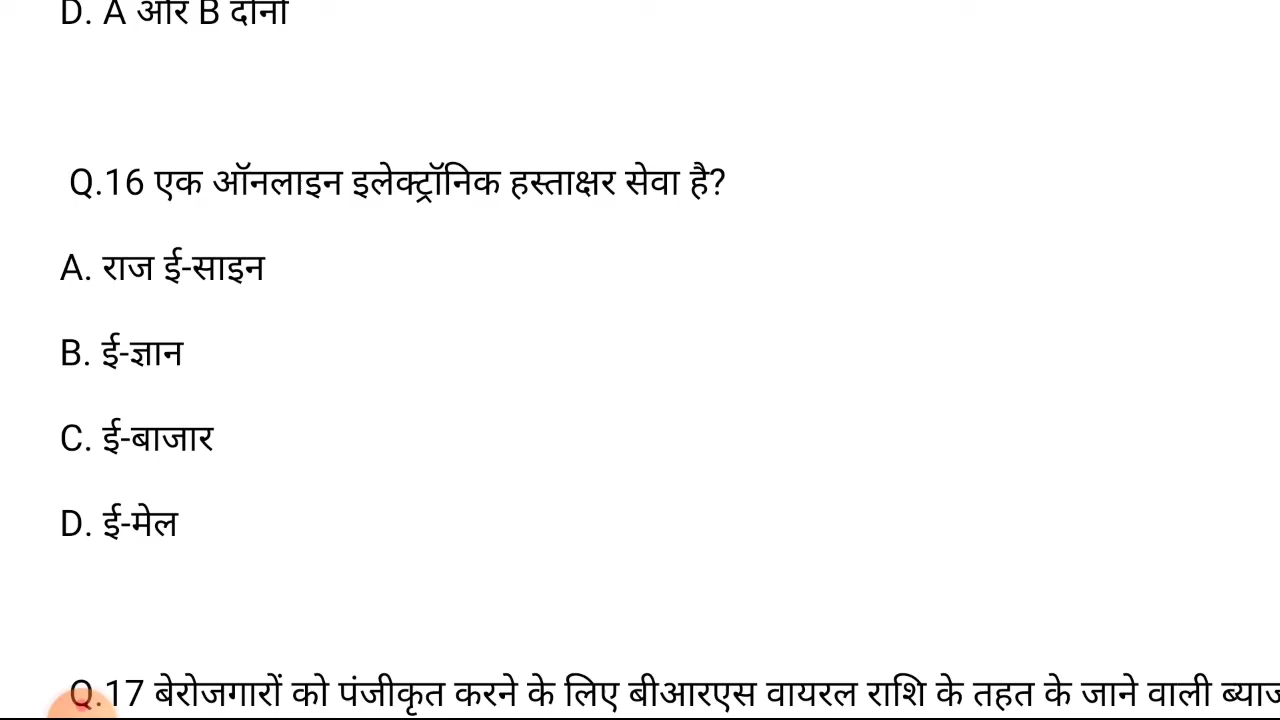 D. A और B दोनों
Q.16 एक ऑनलाइन इलेक्ट्रॉनिक हस्ताक्षर सेवा है?
A. राज ई-साइन
B. ई-ज्ञान
C. ई-बाजार
D. ई-मेल
Q.17 बेरोजगारों को पंजीकृत करने के लिए बीआरएस वायरल राशि के तहत के जाने वाली